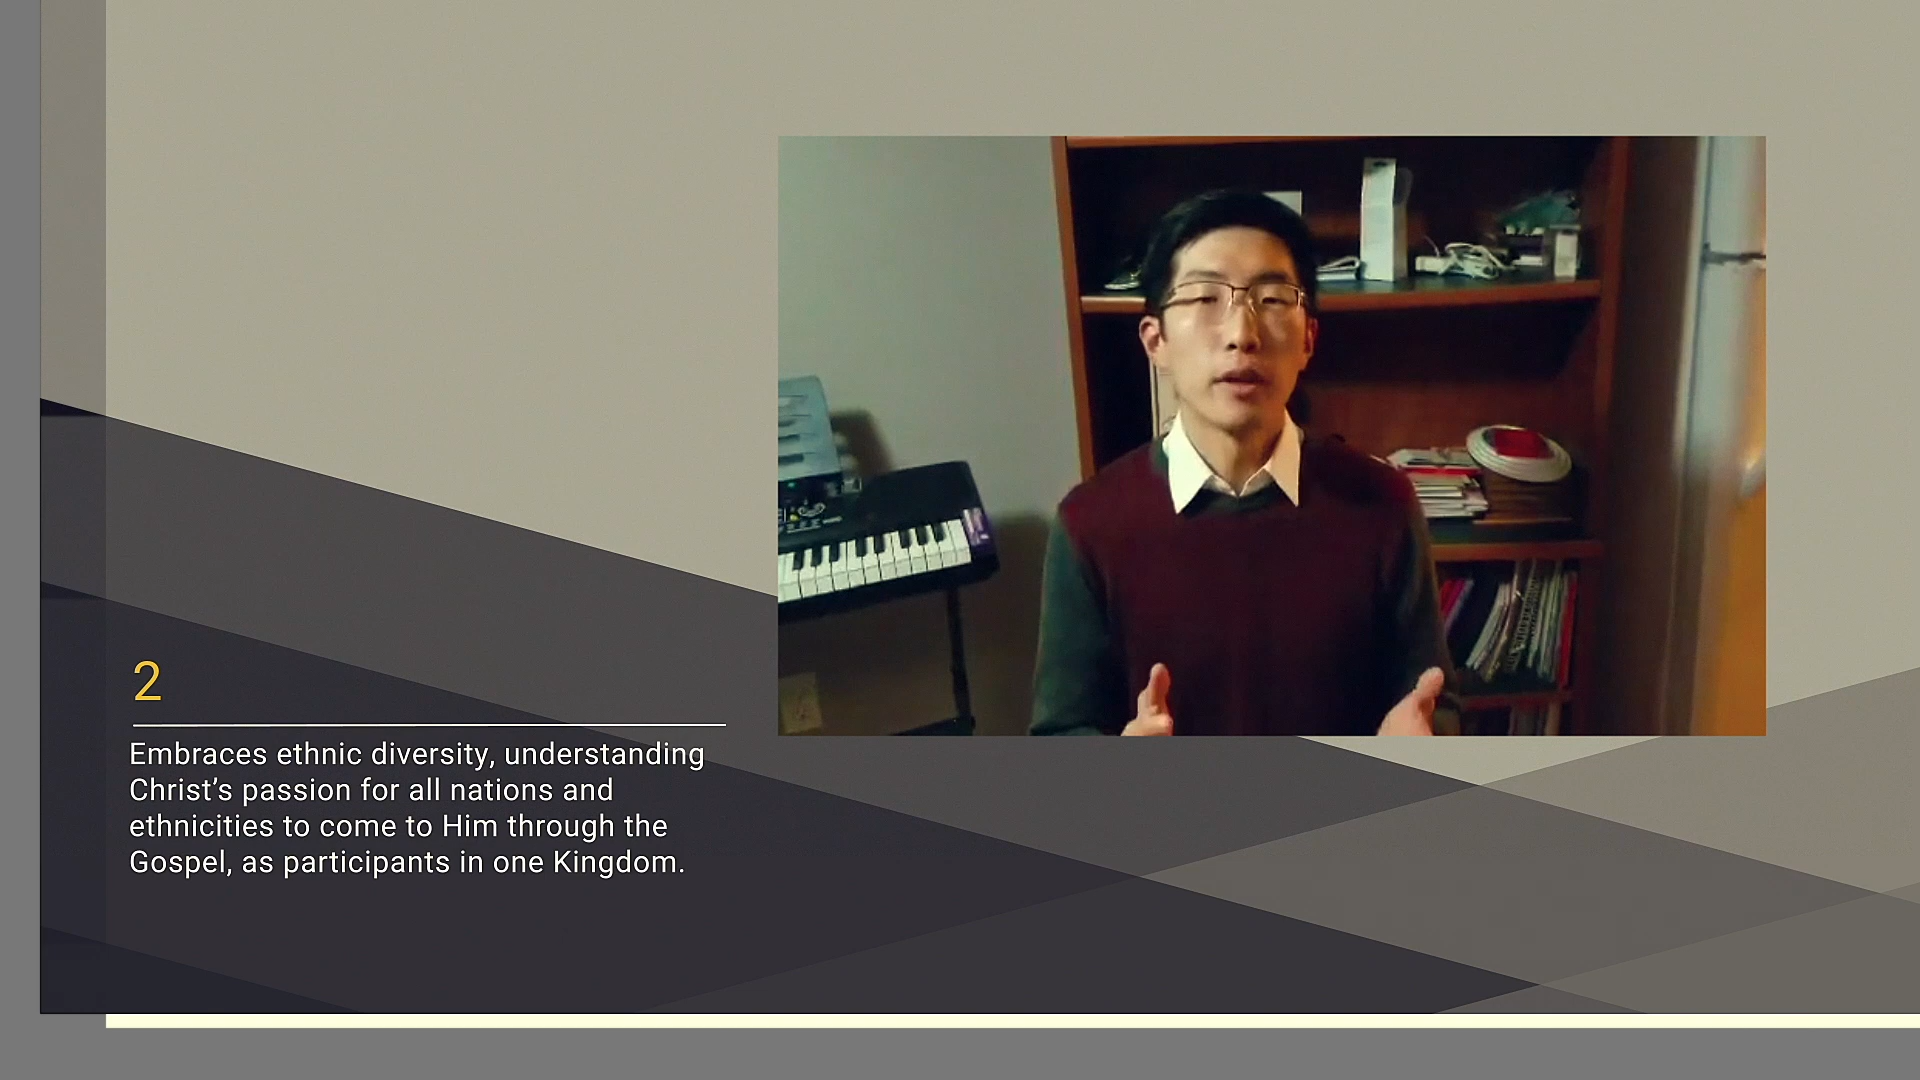 2
Embraces ethnic diversity, understanding
Christ’s passion for all nations and
ethnicities to come to Him through the
Gospel, as participants in one Kingdom.